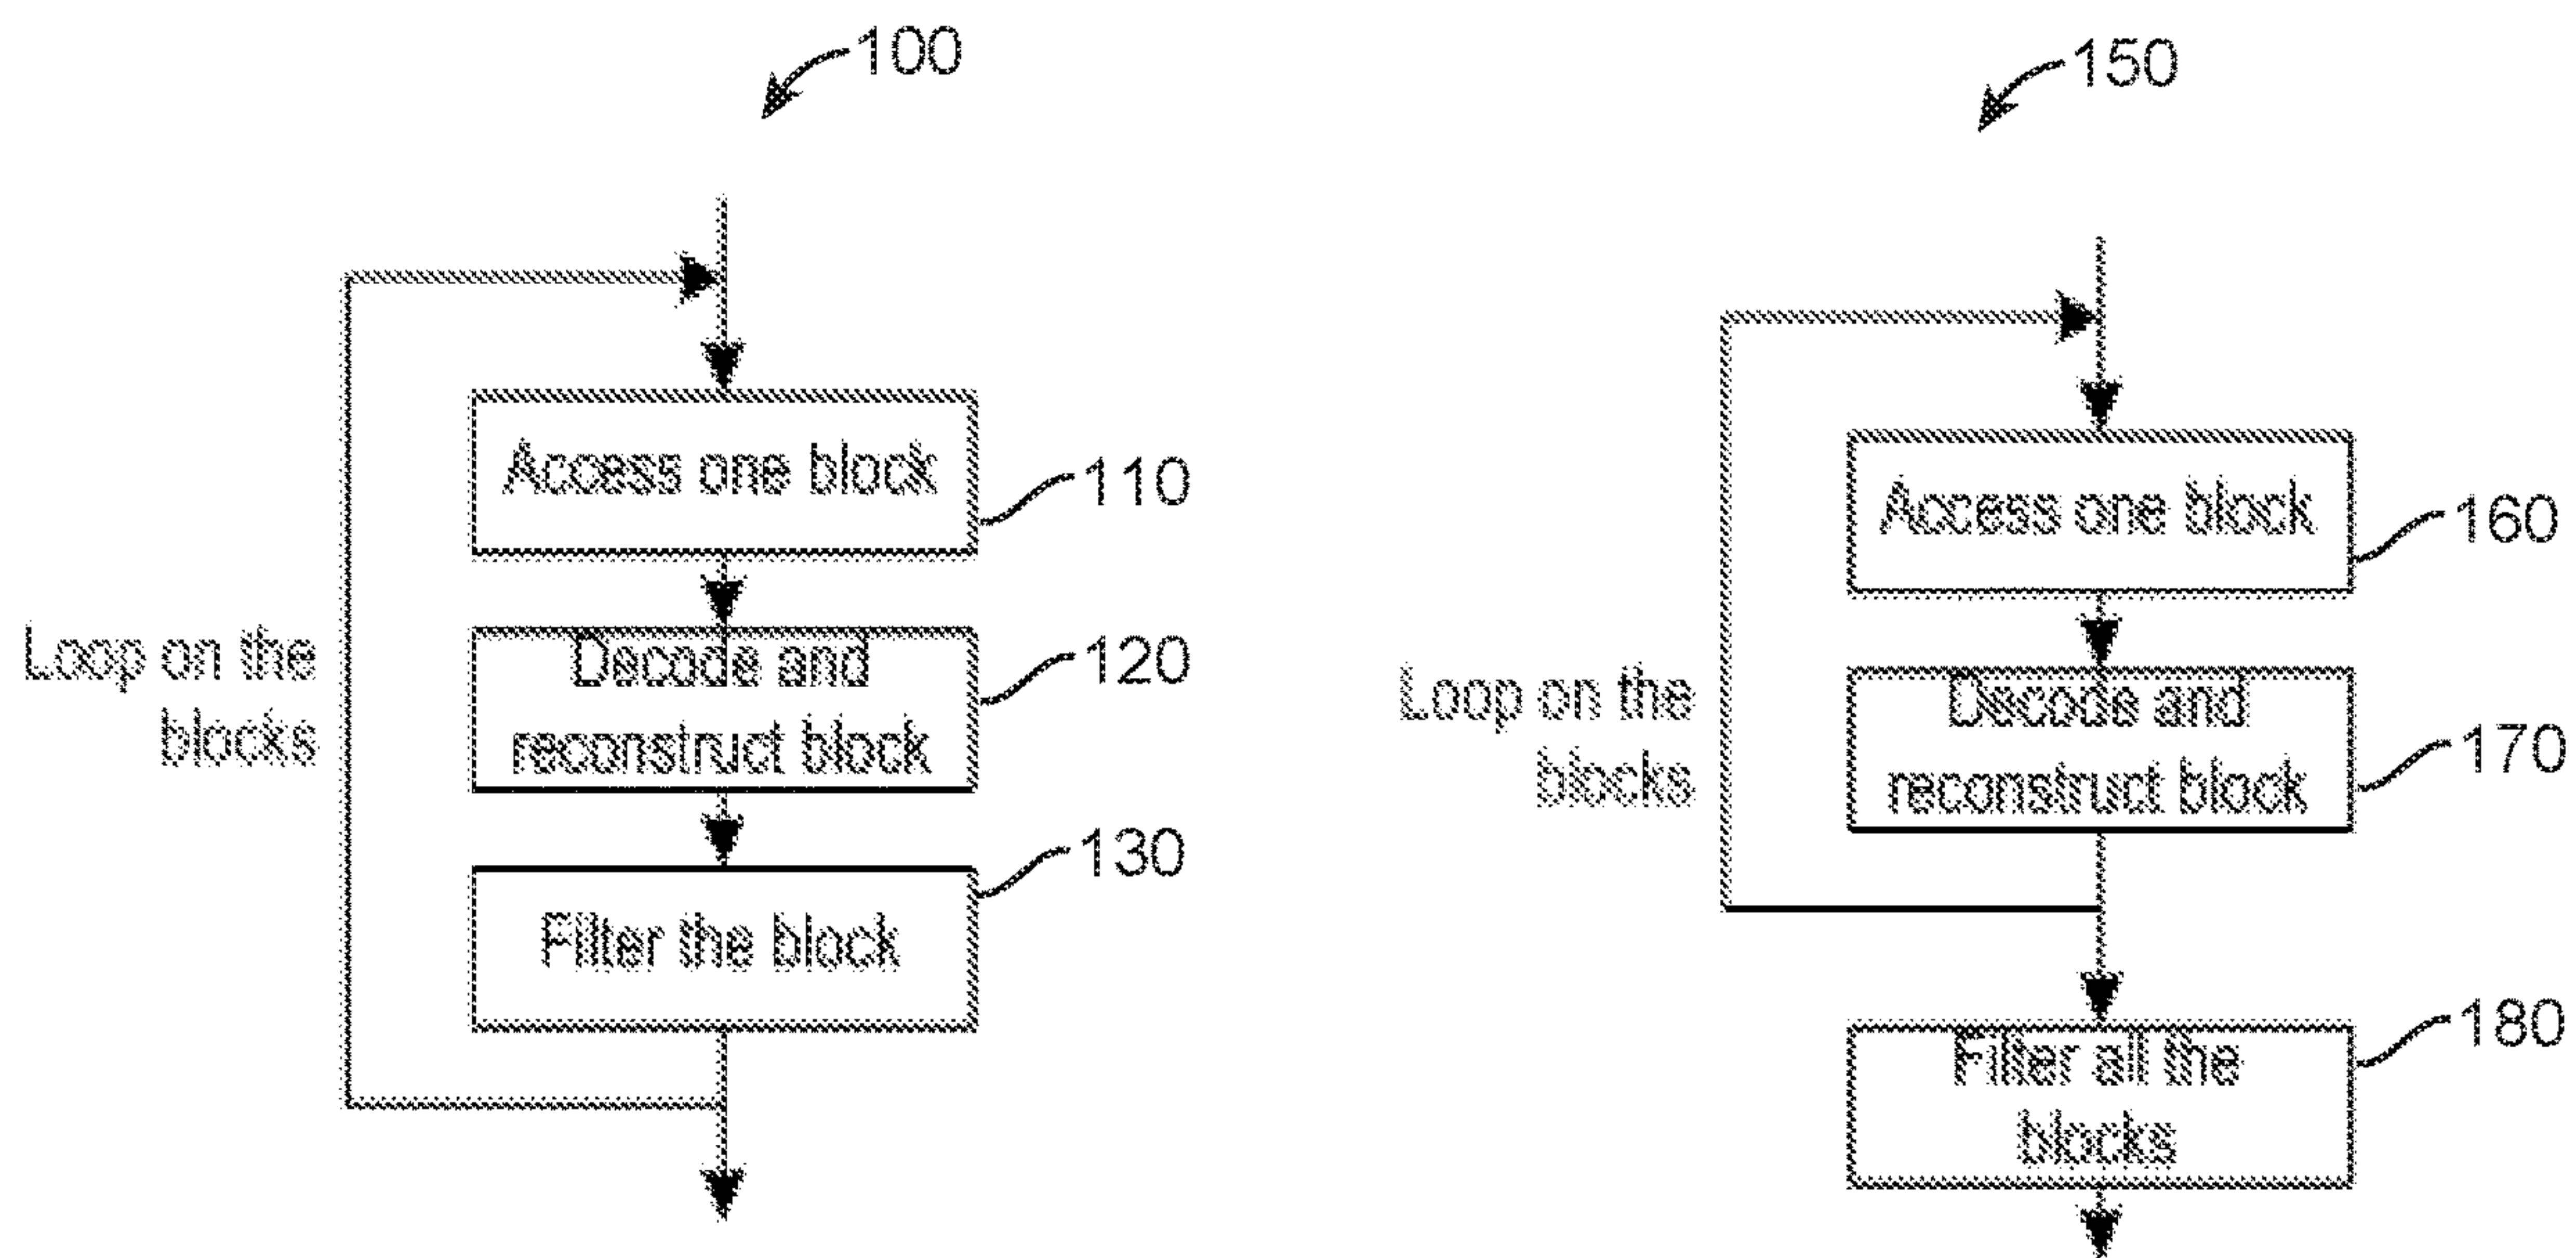 100
Access one block
110
Loop on the
blocks
Decode and
reconstruct block
120
Filter the block
130
150
Access one block
160
Loop on the
blocks
Decode and
reconstruct block
170
Filter all the
blocks
180